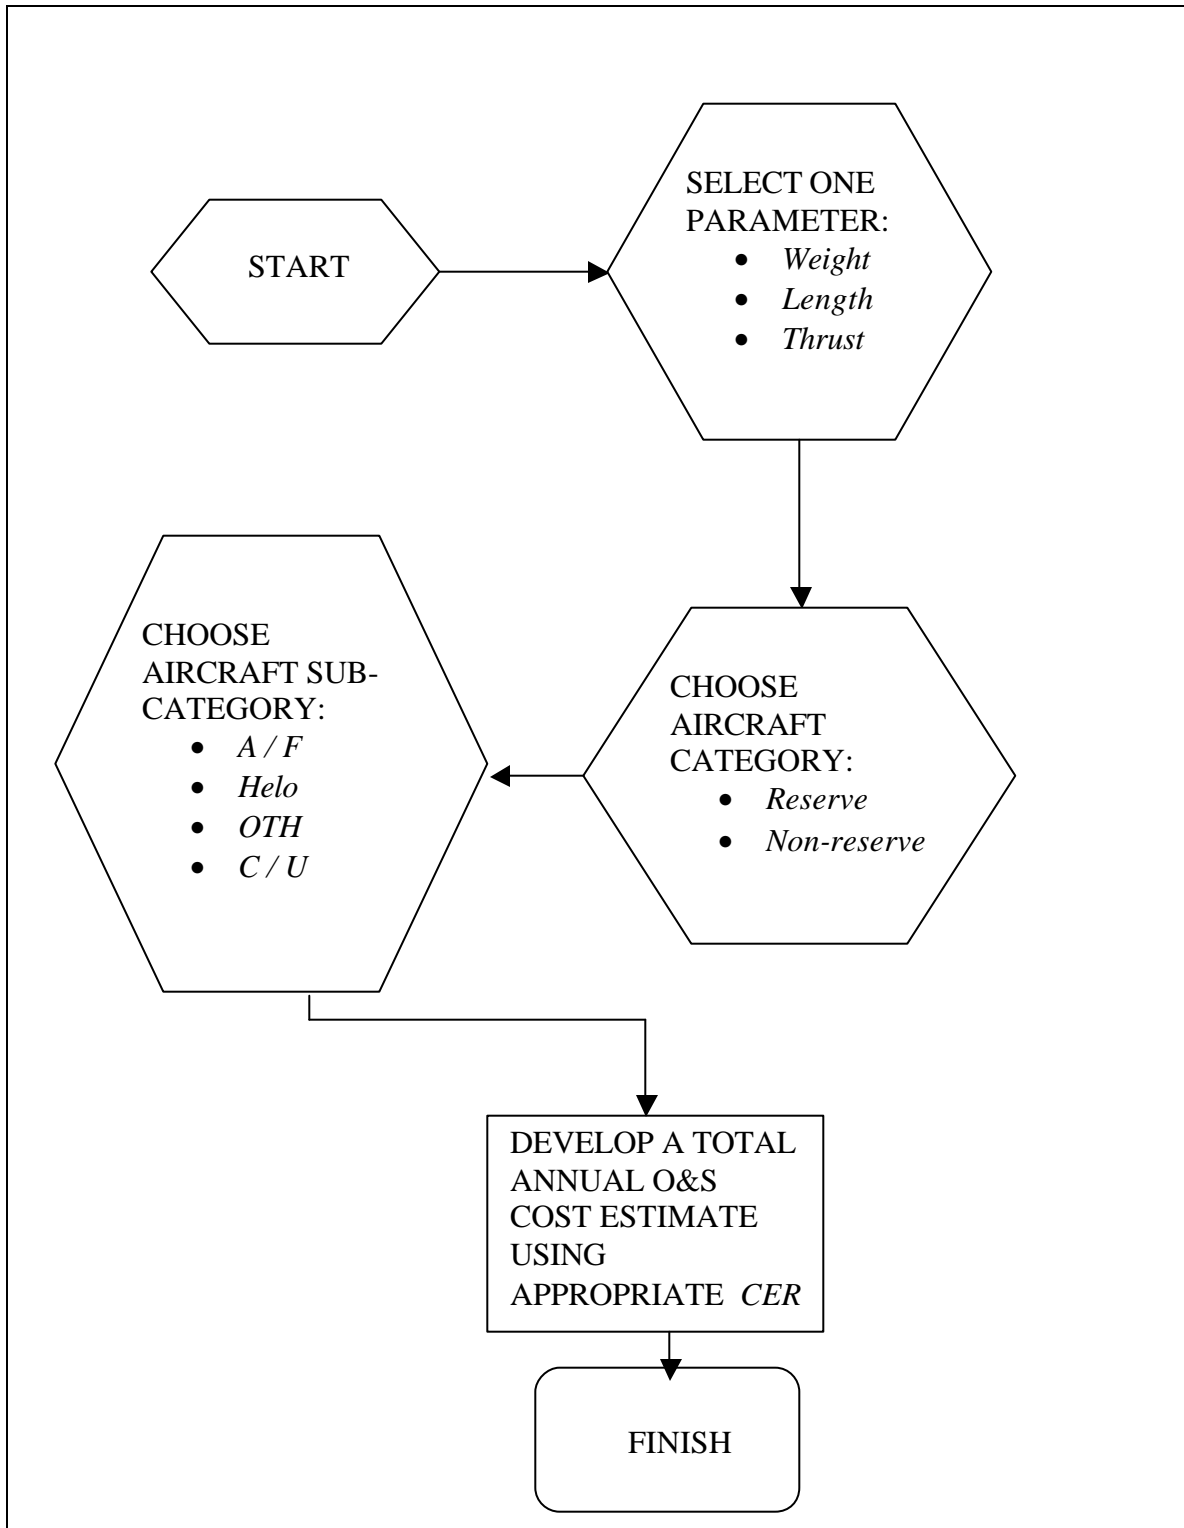 START
SELECT ONE
PARAMETER:
• Weight
• Length
• Thrust
CHOOSE
AIRCRAFT
CATEGORY:
• Reserve
• Non-reserve
CHOOSE
AIRCRAFT SUB-
CATEGORY:
• A / F
• Helo
• OTH
• C / U
DEVELOP A TOTAL
ANNUAL O&S
COST ESTIMATE
USING
APPROPRIATE CER
FINISH